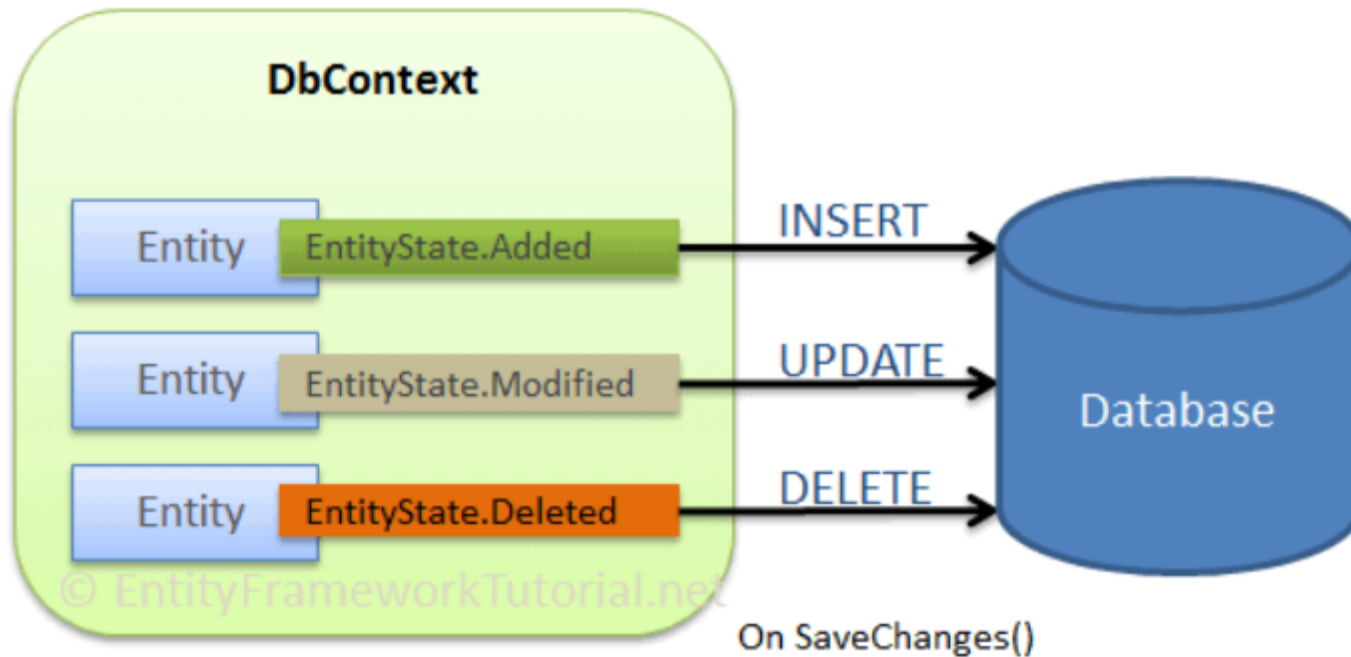 DbContext
Entity EntityState.Added INSERT
Entity EntityState.Modified UPDATE
Database
Entity EntityState.Deleted DELETE
© EntityFrameworkTutorial.net
On SaveChanges()